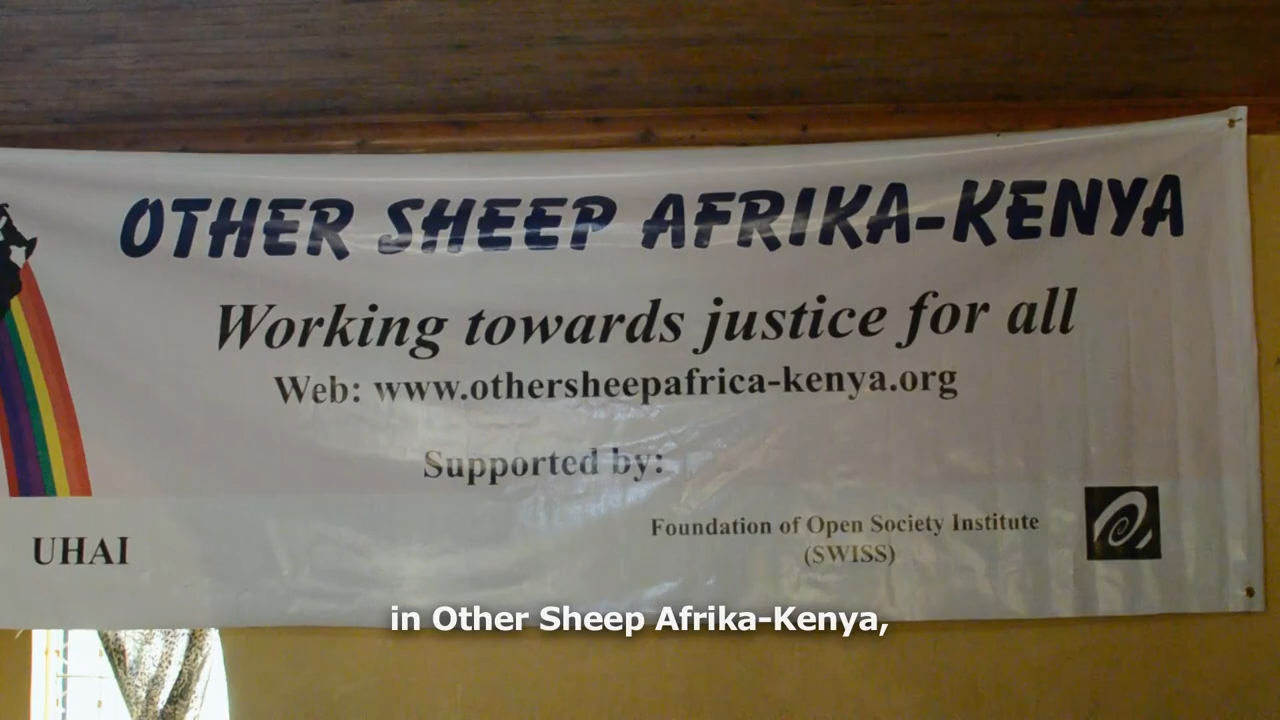 OTHER SHEEP AFRIKA-KENYA
Working towards justice for all
Web: www.othersheepafrica-kenya.org
Supported by:
UHAI
Foundation of Open Society Institute
(SWISS)
in Other Sheep Afrika-Kenya,